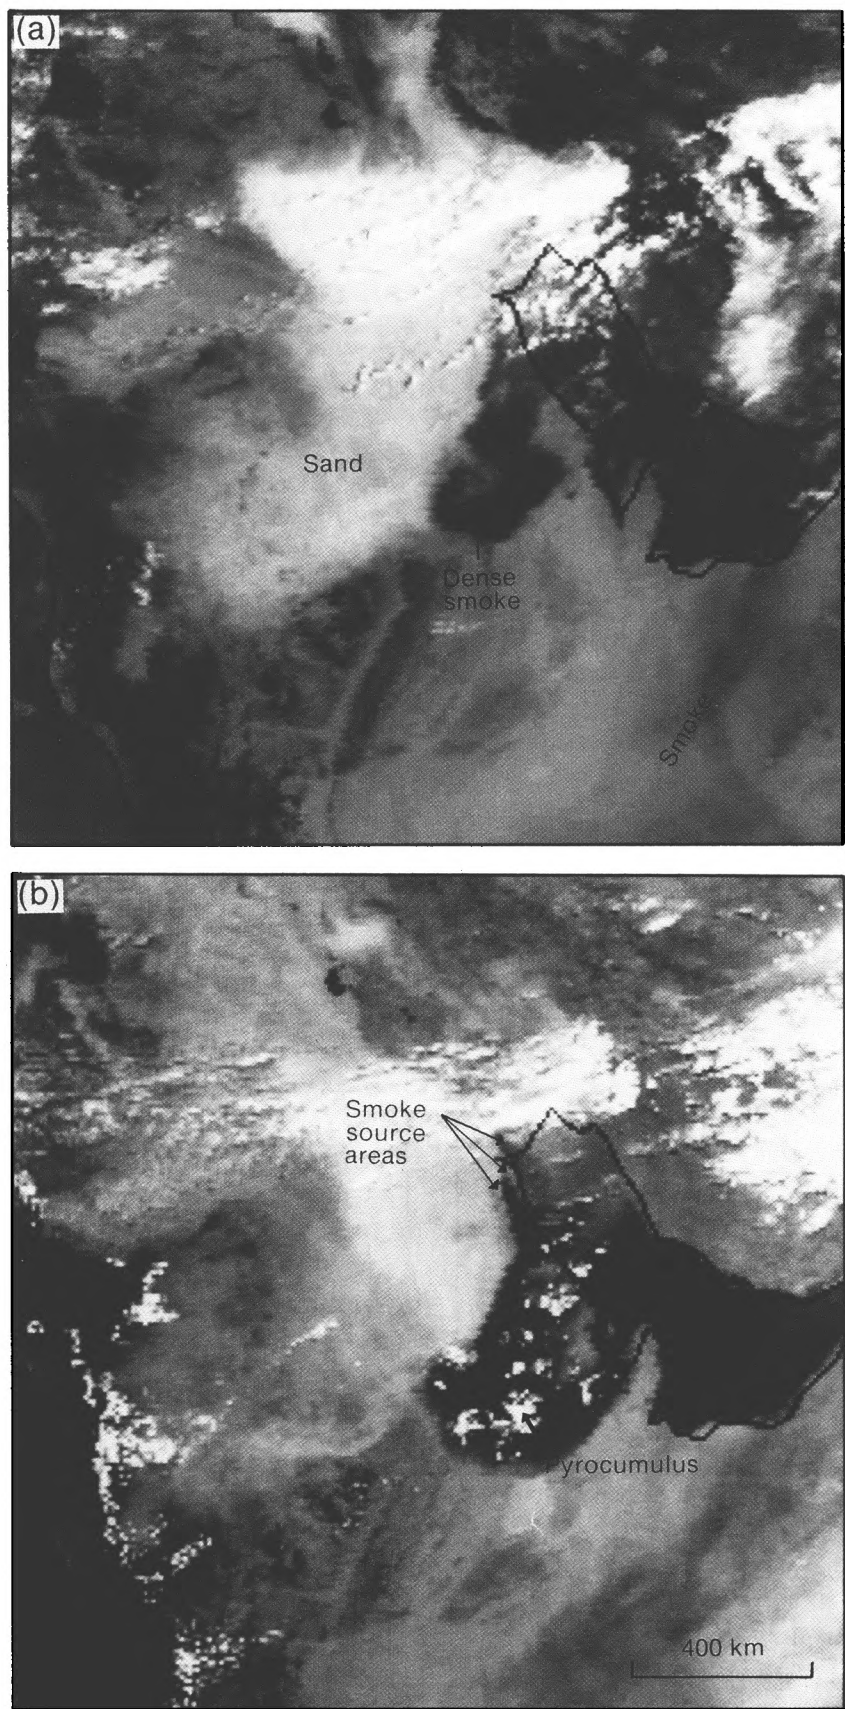 (a)
Sand
Dense
smoke
Smoke
(b)
Smoke
source
areas
Pyrocumulus
400 km